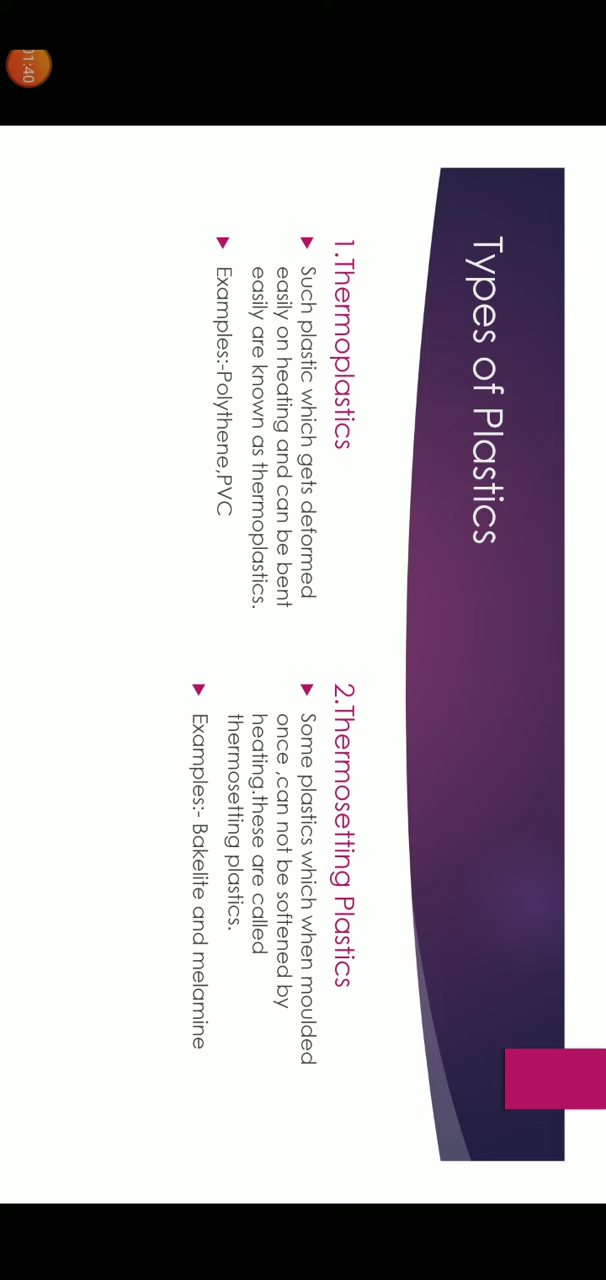 Types of Plastics
1.Thermoplastics
Such plastic which gets deformed
easily on heating and can be bent
easily are known as thermoplastics.
Examples:-Polythene,PVC
2.Thermosetting Plastics
Some plastics which when moulded
once ,can not be softened by
heating.these are called
thermosetting plastics.
Examples:- Bakelite and melamine
01:40